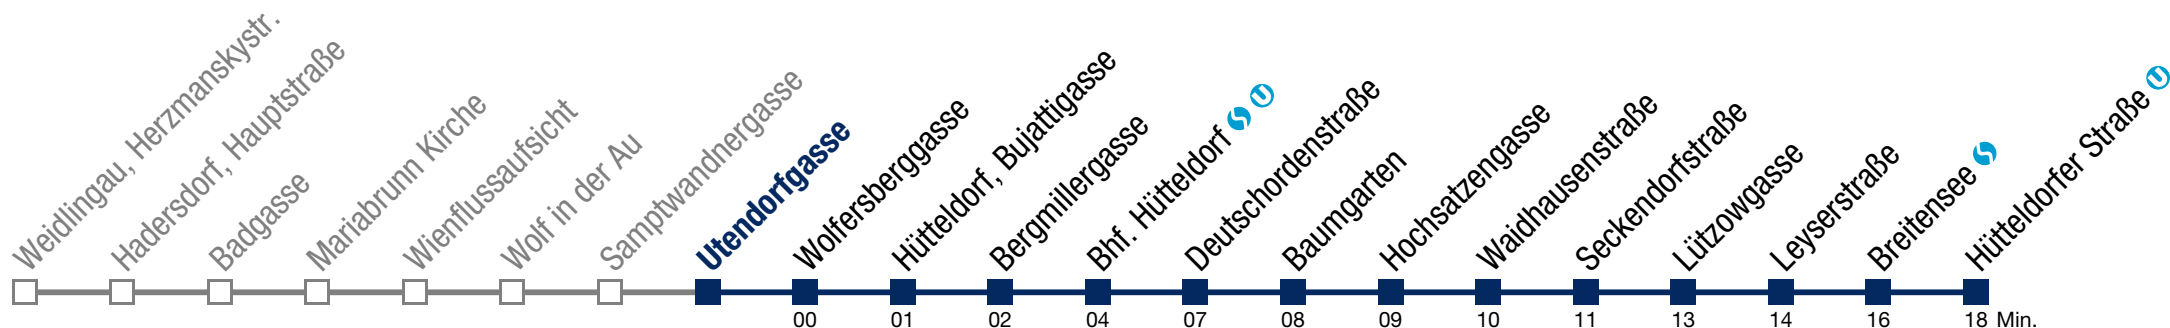 Weidlingau, Herzmanskystr.
Hadersdorf, Hauptstraße
Badgasse
Mariabrunn Kirche
Wienflussaufsicht
Wolf in der Au
Samptwandnergasse
Utendorfgasse
Wolfersberggasse
Hütteldorf, Bujattigasse
Bergmillergasse
Bhf. Hütteldorf S U
Deutschordenstraße
Baumgarten
Hochsatzengasse
Waidhausenstraße
Seckendorfstraße
Lützowgasse
Leyserstraße
Breitensee S
Hütteldorfer Straße U
00 01 02 04 07 08 09 10 11 13 14 16 18 Min.